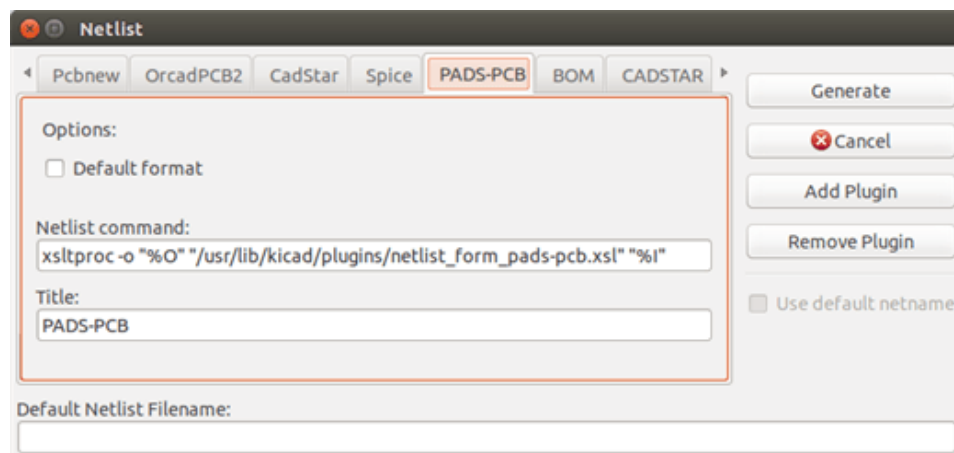 Netlist
Pcbnew OrcadPCB2 CadStar Spice PADS-PCB BOM CADSTAR
Generate
Options:
Cancel
Default format
Add Plugin
Netlist command:
Remove Plugin
xsltproc -o "%O" "/usr/lib/kicad/plugins/netlist_form_pads-pcb.xsl" "%I"
Title:
Use default netname
PADS-PCB
Default Netlist Filename: